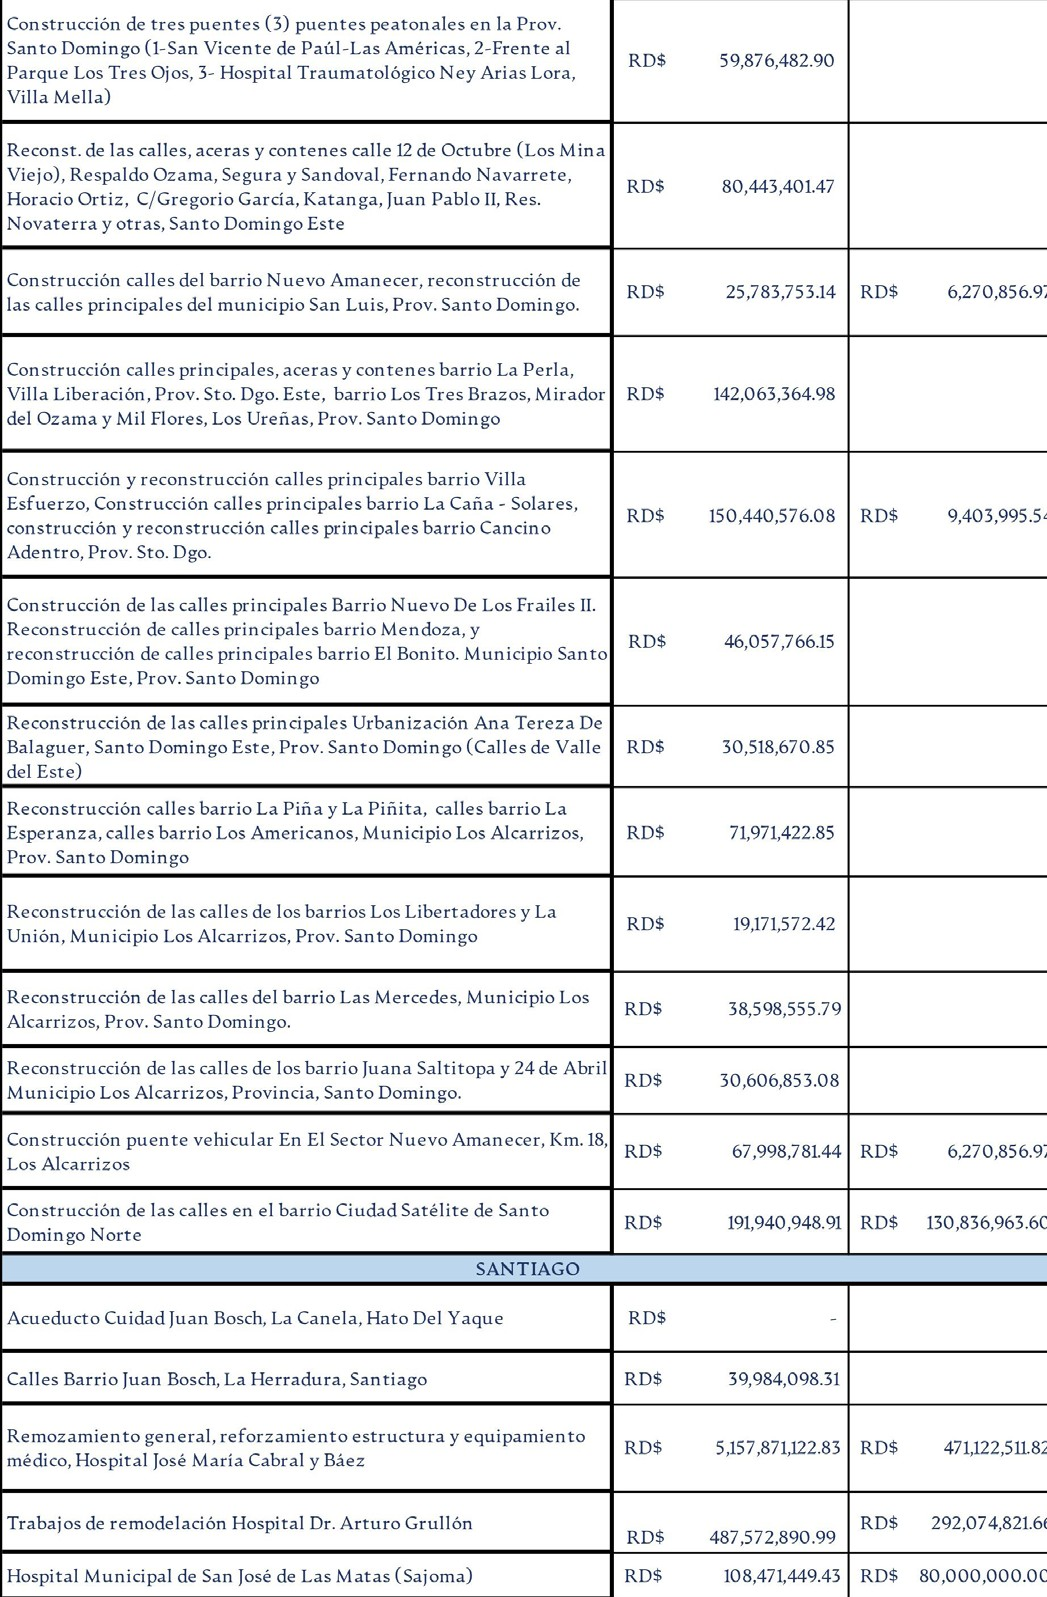 Construcción de tres puentes (3) puentes peatonales en la Prov.
Santo Domingo (1-San Vicente de Paúl-Las Américas, 2-Frente al
Parque Los Tres Ojos, 3- Hospital Traumatológico Ney Arias Lora,
Villa Mella)
RD$ 59,876,482.90
Reconst. de las calles, aceras y contenes calle 12 de Octubre (Los Mina
Viejo), Respaldo Ozama, Segura y Sandoval, Fernando Navarrete,
Horacio Ortiz, C/Gregorio García, Katanga, Juan Pablo II, Res.
Novaterra y otras, Santo Domingo Este
RD$ 80,443,401.47
Construcción calles del barrio Nuevo Amanecer, reconstrucción de
las calles principales del municipio San Luis, Prov. Santo Domingo.
RD$ 25,783,753.14 RD$ 6,270,856.97
Construcción calles principales, aceras y contenes barrio La Perla,
Villa Liberación, Prov. Sto. Dgo. Este, barrio Los Tres Brazos, Mirador
del Ozama y Mil Flores, Los Ureñas, Prov. Santo Domingo
RD$ 142,063,364.98
Construcción y reconstrucción calles principales barrio Villa
Esfuerzo, Construcción calles principales barrio La Caña - Solares,
construcción y reconstrucción calles principales barrio Cancino
Adentro, Prov. Sto. Dgo.
RD$ 150,440,576.08 RD$ 9,403,995.54
Construcción de las calles principales Barrio Nuevo De Los Frailes II.
Reconstrucción de calles principales barrio Mendoza, y
reconstrucción de calles principales barrio El Bonito. Municipio Santo
Domingo Este, Prov. Santo Domingo
RD$ 46,057,766.15
Reconstrucción de las calles principales Urbanización Ana Tereza De
Balaguer, Santo Domingo Este, Prov. Santo Domingo (Calles de Valle
del Este)
RD$ 30,518,670.85
Reconstrucción calles barrio La Piña y La Piñita, calles barrio La
Esperanza, calles barrio Los Americanos, Municipio Los Alcarrizos,
Prov. Santo Domingo
RD$ 71,971,422.85
Reconstrucción de las calles de los barrios Los Libertadores y La
Unión, Municipio Los Alcarrizos, Prov. Santo Domingo
RD$ 19,171,572.42
Reconstrucción de las calles del barrio Las Mercedes, Municipio Los
Alcarrizos, Prov. Santo Domingo.
RD$ 38,598,555.79
Reconstrucción de las calles de los barrio Juana Saltitopa y 24 de Abril
Municipio Los Alcarrizos, Provincia, Santo Domingo.
RD$ 30,606,853.08
Construcción puente vehicular En El Sector Nuevo Amanecer, Km. 18,
Los Alcarrizos
RD$ 67,998,781.44 RD$ 6,270,856.97
Construcción de las calles en el barrio Ciudad Satélite de Santo
Domingo Norte
RD$ 191,940,948.91 RD$ 130,836,963.60
SANTIAGO
Acueducto Cuidad Juan Bosch, La Canela, Hato Del Yaque
RD$ -
Calles Barrio Juan Bosch, La Herradura, Santiago
RD$ 39,984,098.31
Remozamiento general, reforzamiento estructura y equipamiento
médico, Hospital José María Cabral y Báez
RD$ 5,157,871,122.83 RD$ 471,122,511.82
Trabajos de remodelación Hospital Dr. Arturo Grullón
RD$ 487,572,890.99 RD$ 292,074,821.66
Hospital Municipal de San José de Las Matas (Sajoma)
RD$ 108,471,449.43 RD$ 80,000,000.00